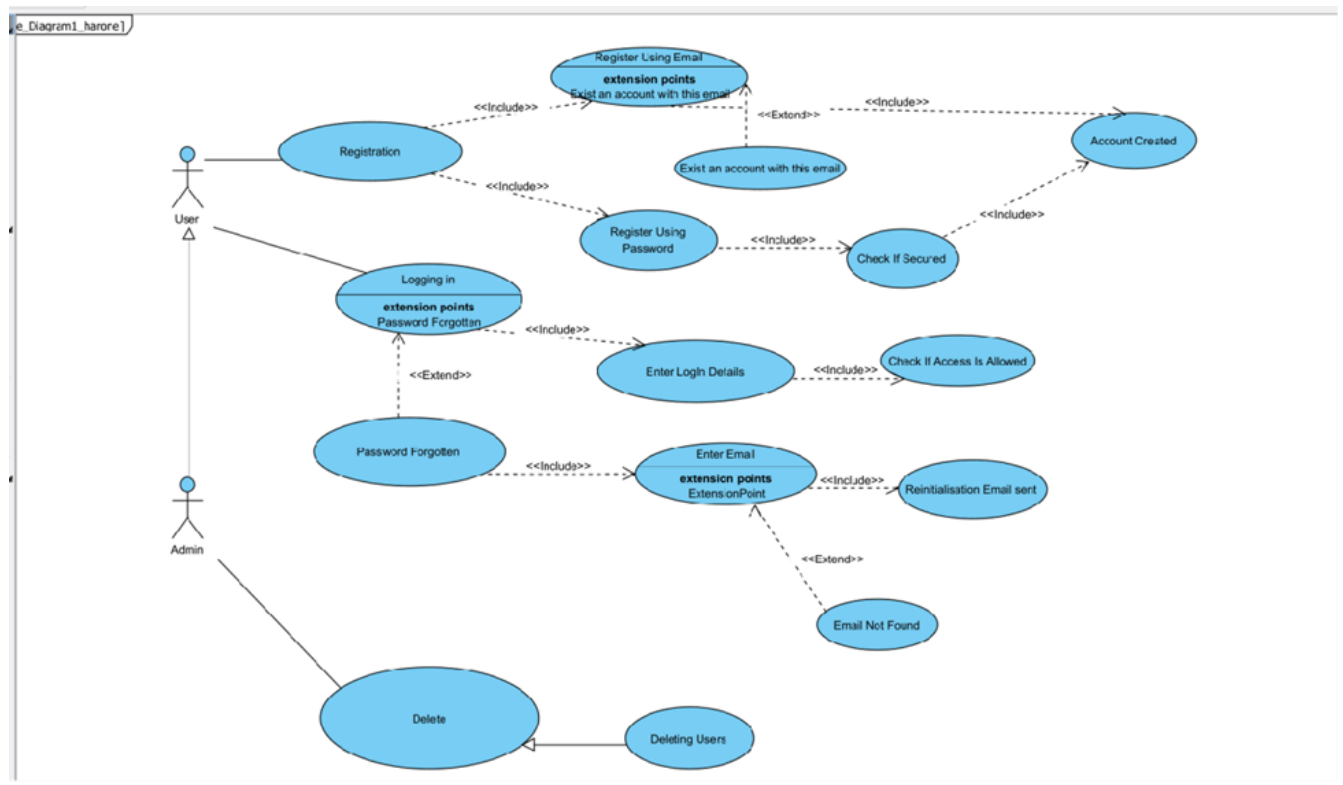 e_Diagram1_harore]
Register Using Email
extension points
Exist an account with this email
<<Include>>
<<Include>>
<<Extend>>
Registration
Account Created
Exist an account with this email
<<Include>>
User
<<Include>>
Register Using
Password
<<Include>>
Check If Secured
Logging in
extension points
Password Forgotten
<<Include>>
Check If Access Is Allowed
<<Extend>>
Enter LogIn Details
<<Include>>
Password Forgotten
<<Include>>
Enter Email
extension points
ExtensionPoint
<<Include>>
Reinitialisation Email sent
Admin
<<Extend>>
Email Not Found
Delete
Deleting Users